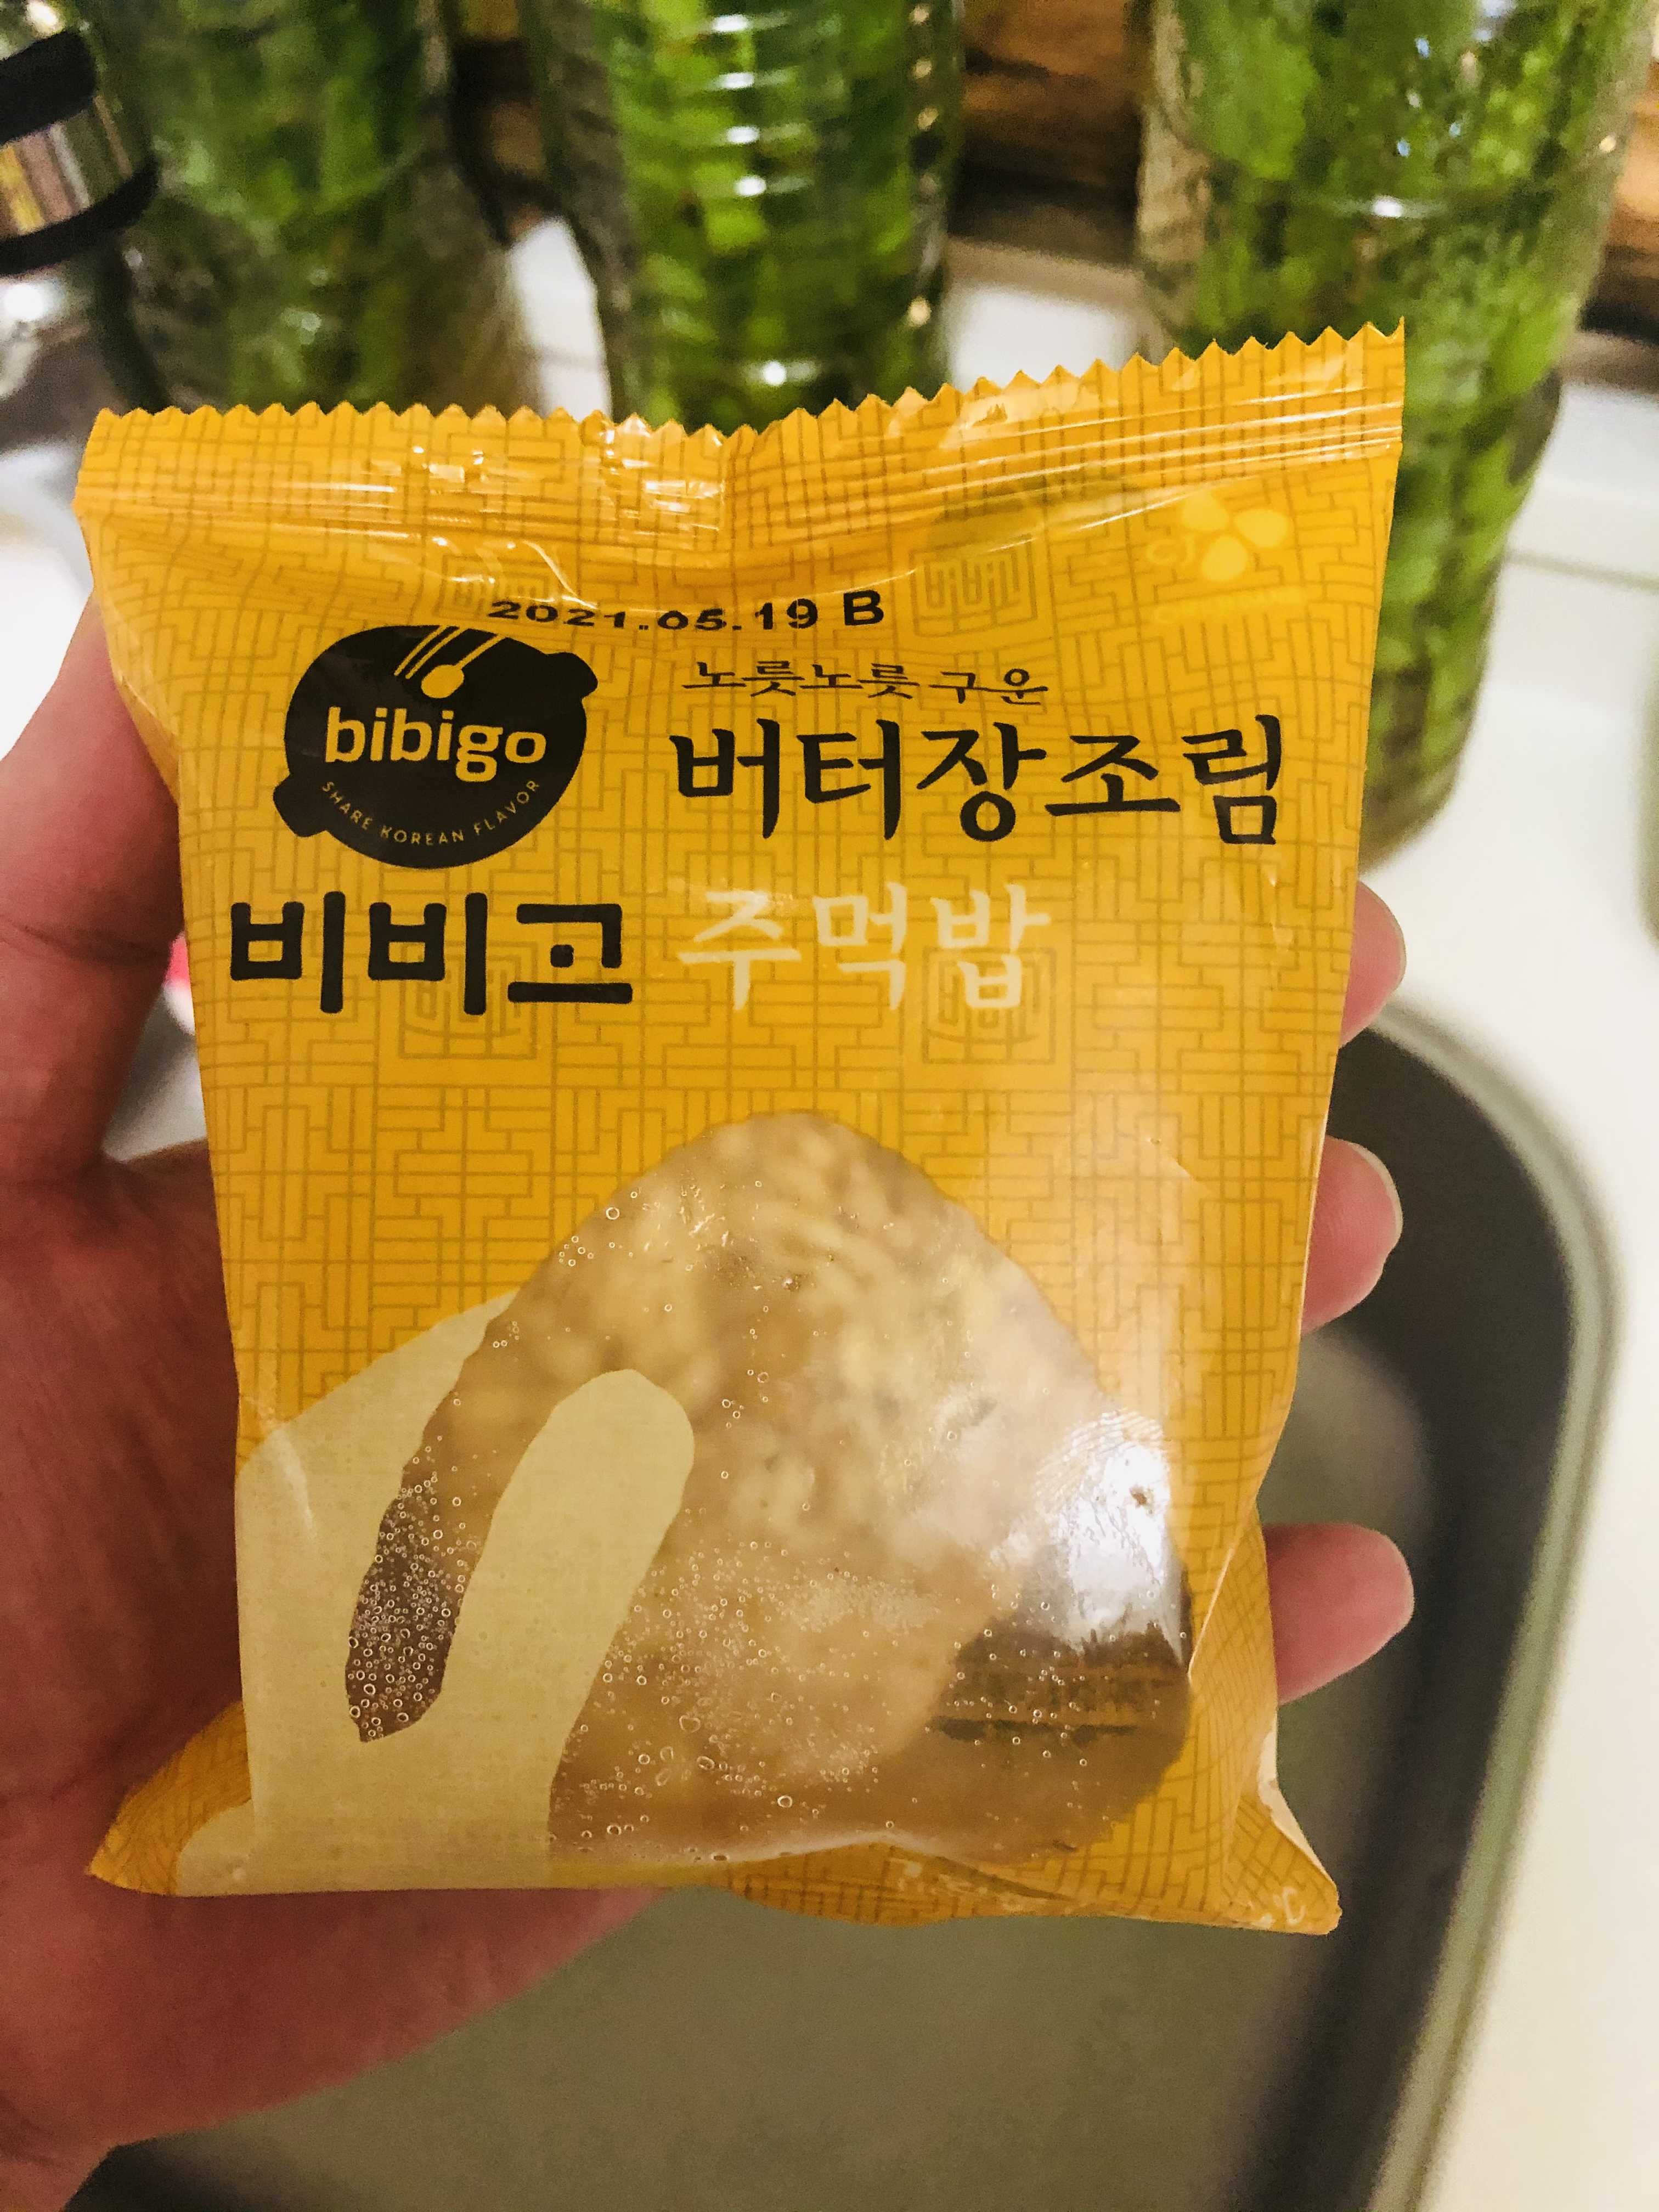 2021.05.19 B
bibigo
SHARE KOREAN FLAVOR
노릇노릇 구운
버터장조림
비비고 주먹밥
CJ